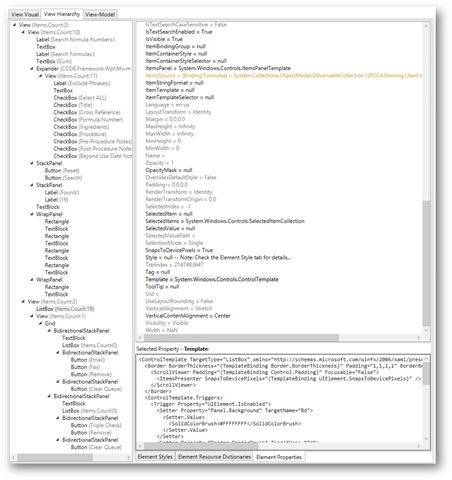 View Visual
View Hierarchy
View-Model
View (Items.Count:2)
View (Items.Count:10)
Label (Search formula Numbers:)
TextBox
Label (Search Formulas:)
TextBox (Gum)
Expander (CODE.Framework.Wpf.Mvvm.
View (Items.Count:11)
Label (Exclude Phrases:)
TextBox
CheckBox (Select ALL)
CheckBox (Title)
CheckBox (Cross Reference)
CheckBox (Formula Number)
CheckBox (Ingredients)
CheckBox (Procedure)
CheckBox (Pre-Procedure Notes)
CheckBox (Post-Procedure Notes)
CheckBox (Beyond Use Date Not
StackPanel
Button (Reset)
Button (Search)
StackPanel
Label (Found:)
Label (19)
TextBlock
WrapPanel
Rectangle
TextBlock
Rectangle
TextBlock
Rectangle
TextBlock
WrapPanel
Rectangle
TextBlock
View (Items.Count:2)
ListBox (Items.Count:19)
View (Items.Count:1)
Grid
BidirectionalStackPanel
TextBlock
ListBox (Items.Count:0)
BidirectionalStackPanel
Button (Email)
Button (Fax)
Button (Remove)
BidirectionalStackPanel
TextBlock
ListBox (Items.Count:0)
BidirectionalStackPanel
Button (Triple Check)
Button (Remove)
BidirectionalStackPanel
Button (Clear Queue)
IsTextSearchCaseSensitive = False
IsTextSearchEnabled = True
IsVisible = True
ItemBindingGroup = null
ItemContainerStyle = null
ItemContainerStyleSelector = null
ItemsPanel = System.Windows.Controls.ItemsPanelTemplate
ItemsSource = [Binding Formulas] = System.Collections.ObjectModel.ObservableCollection`1[PCCA.Fleming.Client.V
ItemStringFormat = null
ItemTemplate = null
ItemTemplateSelector = null
Language = en-us
LayoutTransform = Identity
Margin = 0,0,0,0
MaxHeight = Infinity
MaxWidth = Infinity
MinHeight = 0
MinWidth = 0
Name =
Opacity = 1
OpacityMask = null
OverridesDefaultStyle = False
Padding = 0,0,0,0
RenderTransform = Identity
RenderTransformOrigin = 0,0
SelectedIndex = -1
SelectedItem = null
SelectedItems = System.Windows.Controls.SelectedItemCollection
SelectedValue = null
SelectedValuePath =
SelectionMode = Single
SnapsToDevicePixels = True
Style = null -- Note: Check the Element Style tab for details...
TabIndex = 2147483647
Tag = null
Template = System.Windows.Controls.ControlTemplate
ToolTip = null
Uid =
UseLayoutRounding = False
VerticalAlignment = Stretch
VerticalContentAlignment = Center
Visibility = Visible
Width = NaN
Selected Property - Template:
<ControlTemplate TargetType="ListBox" xmlns="http://schemas.microsoft.com/winfx/2006/xaml/prese
<Border BorderThickness="{TemplateBinding Border.BorderThickness}" Padding="1,1,1,1" BorderBr
<ScrollViewer Padding="{TemplateBinding Control.Padding}" Focusable="False">
<ItemsPresenter SnapsToDevicePixels="{TemplateBinding UIElement.SnapsToDevicePixels}" />
</ScrollViewer>
</Border>
<ControlTemplate.Triggers>
<Trigger Property="UIElement.IsEnabled">
<Setter Property="Panel.Background" TargetName="Bd">
<Setter.Value>
<SolidColorBrush>#FFFFFFFF</SolidColorBrush>
</Setter.Value>
</Setter>
Element Styles
Element Resource Dictionaries
Element Properties